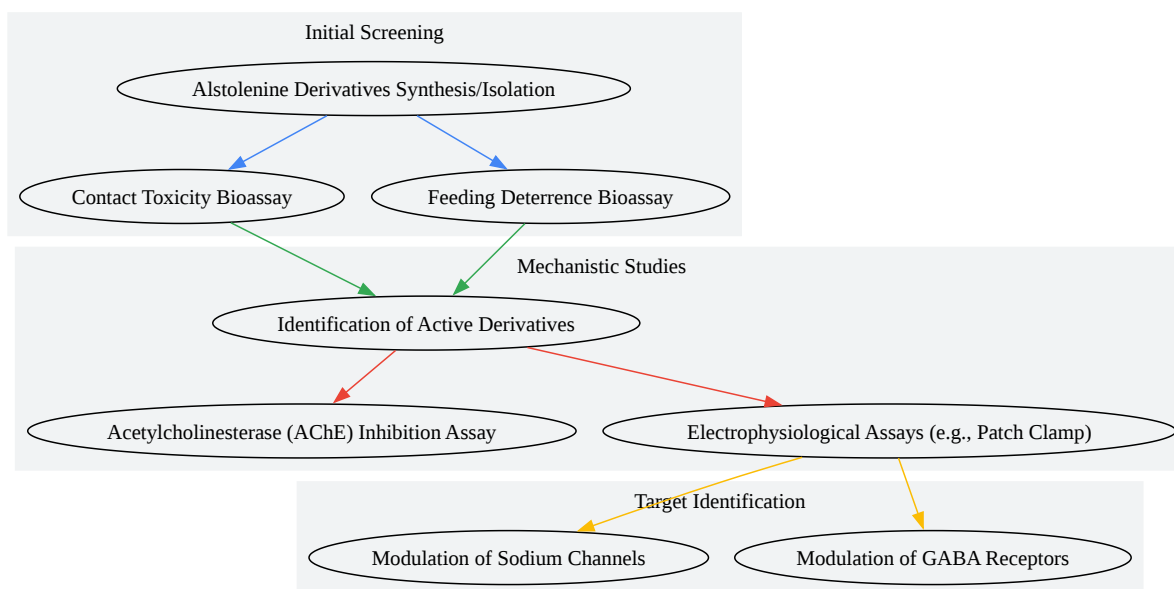 Initial Screening
Alstolenine Derivatives Synthesis/Isolation
Contact Toxicity Bioassay
Feeding Deterrence Bioassay
Mechanistic Studies
Identification of Active Derivatives
Acetylcholinesterase (AChE) Inhibition Assay
Electrophysiological Assays (e.g., Patch Clamp)
Target Identification
Modulation of Sodium Channels
Modulation of GABA Receptors